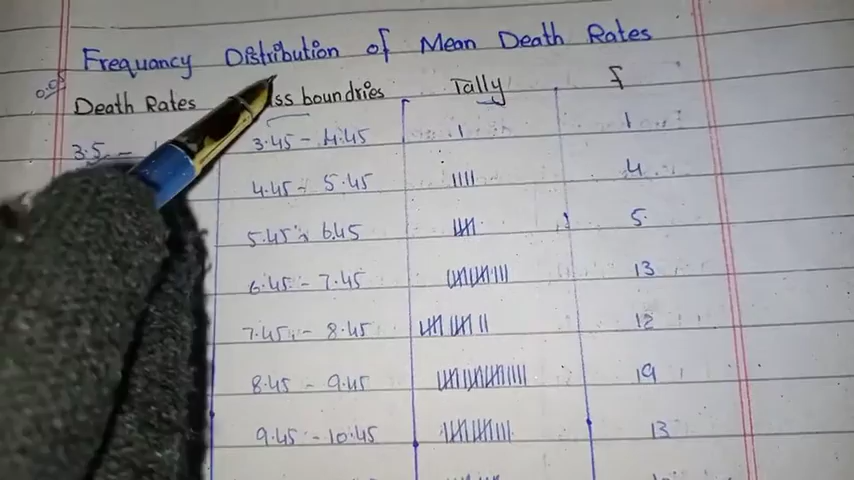 Frequancy Distribution of Mean Death Rates
0.05
Death Rates ss boundries Tally f
3.5 - 3.45 - 4.45 | 1
4.45 - 5.45 |||| 4
5.45 - 6.45 5
6.45 - 7.45 13
7.45 - 8.45 12
8.45 - 9.45 19
9.45 - 10.45 13